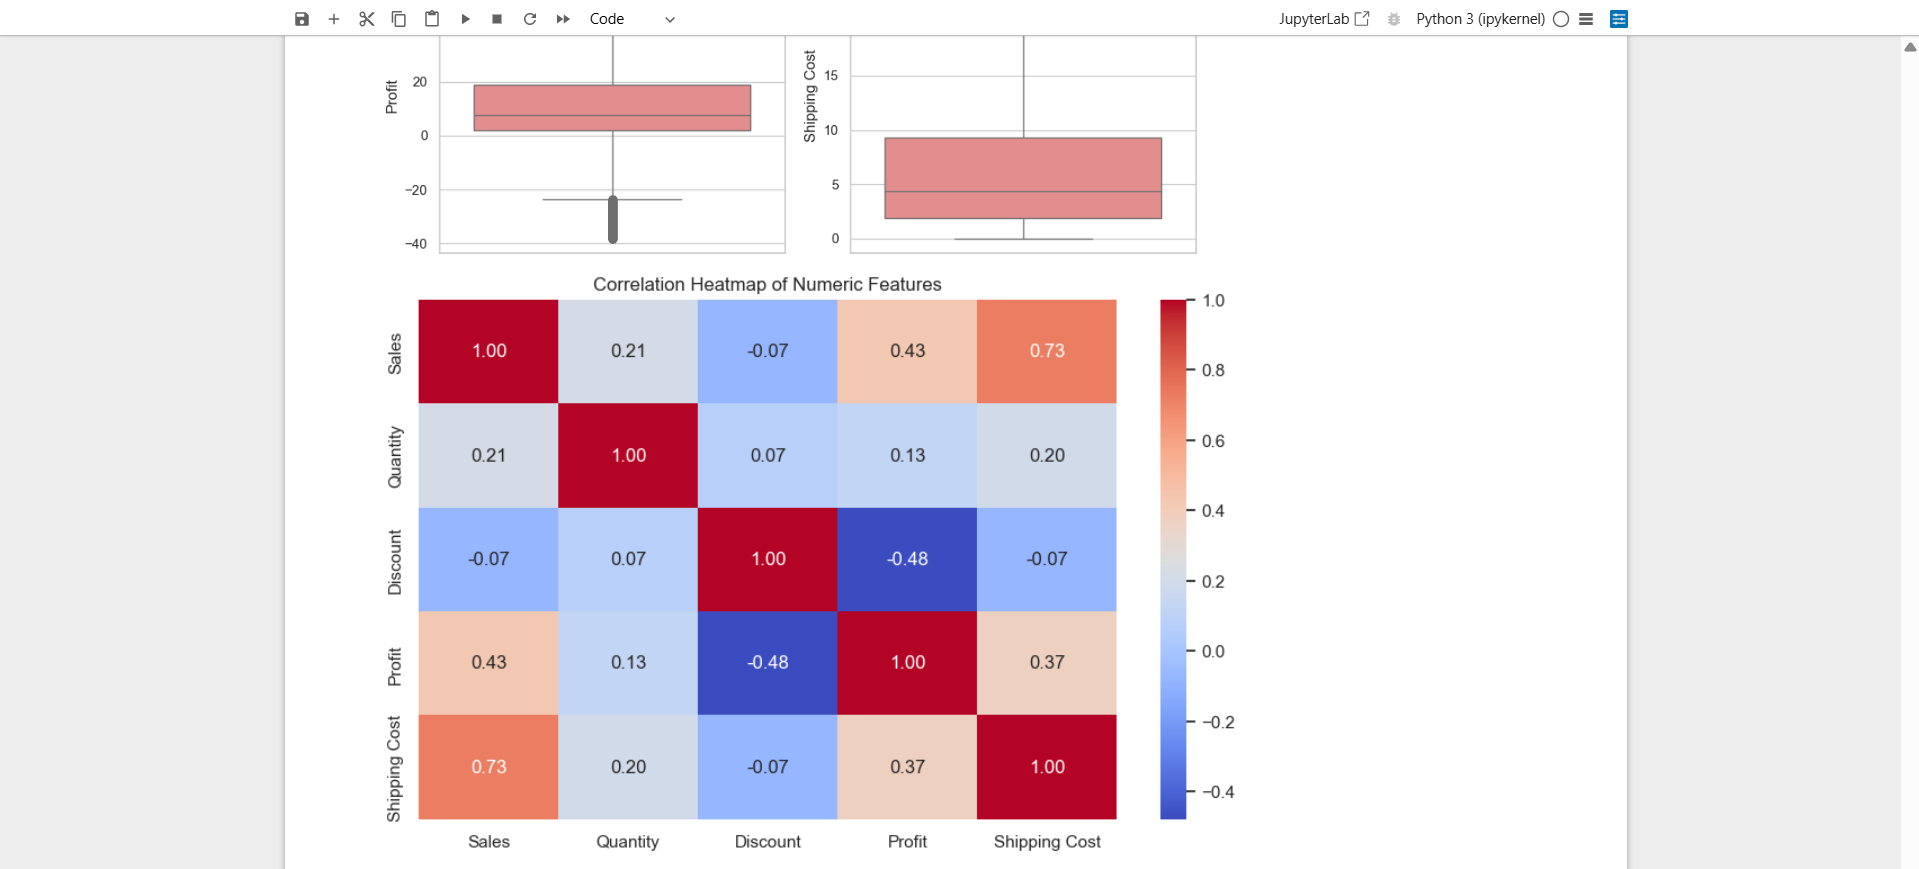 Code
JupyterLab
Python 3 (ipykernel)
Profit
20
0
−20
−40
Shipping Cost
15
10
5
0
Correlation Heatmap of Numeric Features
Sales 1.00 0.21 -0.07 0.43 0.73
Quantity 0.21 1.00 0.07 0.13 0.20
Discount -0.07 0.07 1.00 -0.48 -0.07
Profit 0.43 0.13 -0.48 1.00 0.37
Shipping Cost 0.73 0.20 -0.07 0.37 1.00
Sales Quantity Discount Profit Shipping Cost
1.0
0.8
0.6
0.4
0.2
0.0
−0.2
−0.4